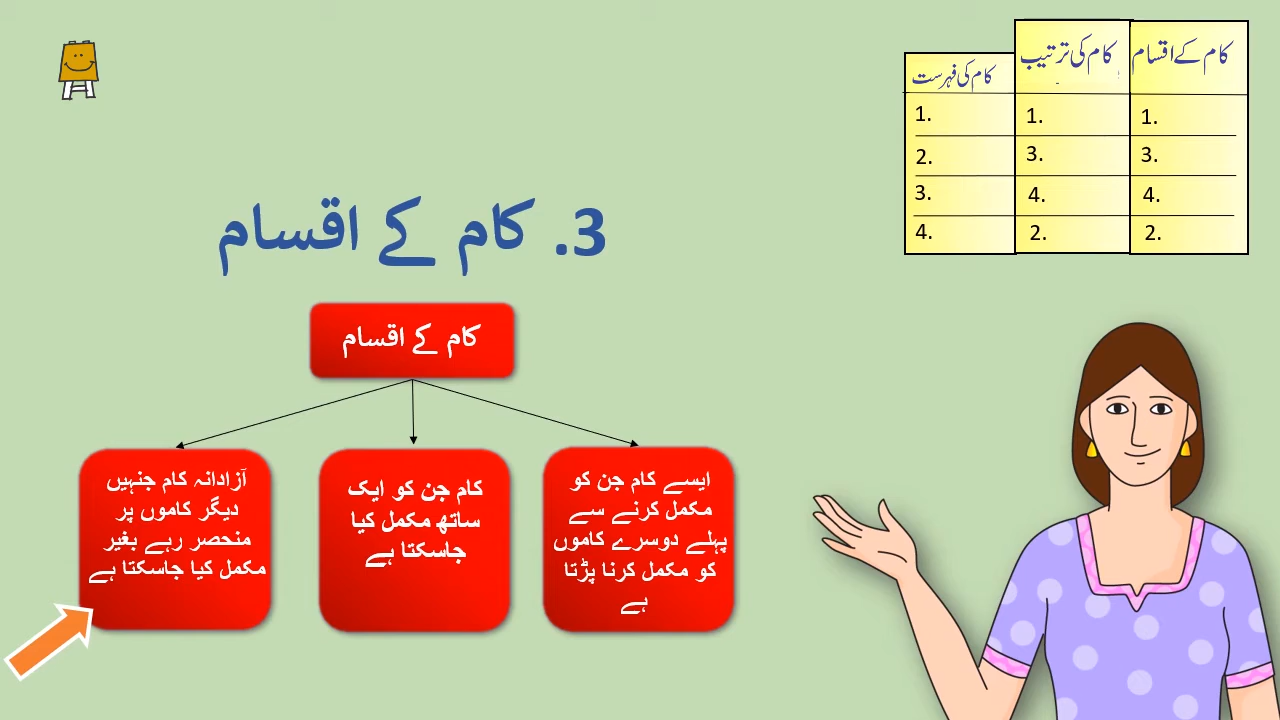 کام کے اقسام
1.
3.
4.
2.
کام کی ترتیب
1.
3.
4.
2.
کام کی فہرست
1.
2.
3.
4.
3. کام کے اقسام
کام کے اقسام
ایسے کام جن کو
مکمل کرنے سے
پہلے دوسرے کاموں
کو مکمل کرنا پڑتا
ہے
کام جن کو ایک
ساتھ مکمل کیا
جاسکتا ہے
آزادانہ کام جنہیں
دیگر کاموں پر
منحصر رہے بغیر
مکمل کیا جاسکتا ہے